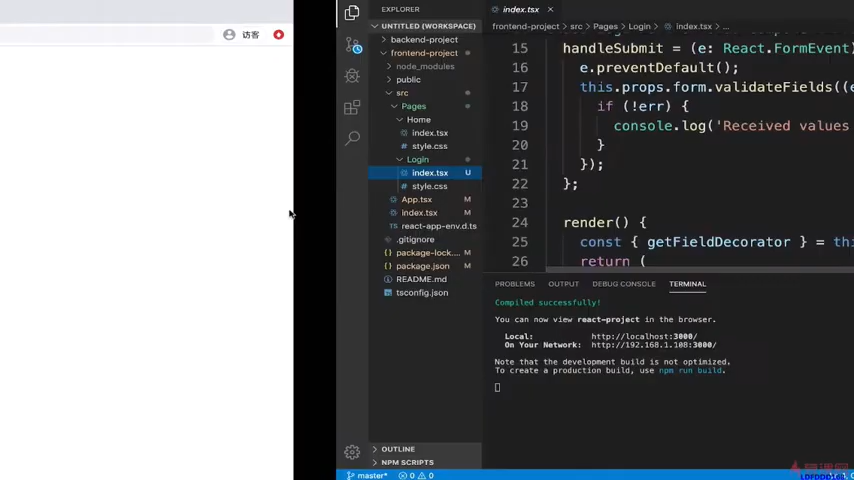 访客
EXPLORER
UNTITLED (WORKSPACE)
backend-project
frontend-project
node_modules
public
src
Pages
Home
index.tsx
style.css
Login
index.tsx U
style.css
App.tsx M
index.tsx M
react-app-env.d.ts
.gitignore
package-lock.... M
package.json M
README.md
tsconfig.json
OUTLINE
NPM SCRIPTS
master* 0 0
index.tsx
frontend-project > src > Pages > Login > index.tsx > ...
15 handleSubmit = (e: React.FormEvent)
16 e.preventDefault();
17 this.props.form.validateFields((e
18 if (!err) {
19 console.log('Received values
20 }
21 });
22 };
23
24 render() {
25 const { getFieldDecorator } = thi
26 return (
PROBLEMS OUTPUT DEBUG CONSOLE TERMINAL
Compiled successfully!
You can now view react-project in the browser.
Local: http://localhost:3000/
On Your Network: http://192.168.1.108:3000/
Note that the development build is not optimized.
To create a production build, use npm run build.